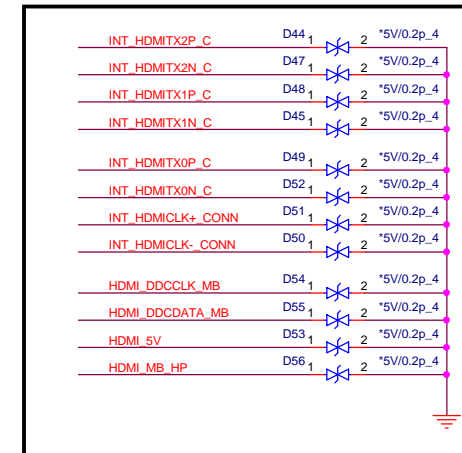 INT_HDMITX2P_C D44 1 2 *5V/0.2p_4
INT_HDMITX2N_C D47 1 2 *5V/0.2p_4
INT_HDMITX1P_C D48 1 2 *5V/0.2p_4
INT_HDMITX1N_C D45 1 2 *5V/0.2p_4
INT_HDMITX0P_C D49 1 2 *5V/0.2p_4
INT_HDMITX0N_C D52 1 2 *5V/0.2p_4
INT_HDMICLK+_CONN D51 1 2 *5V/0.2p_4
INT_HDMICLK-_CONN D50 1 2 *5V/0.2p_4
HDMI_DDCCLK_MB D54 1 2 *5V/0.2p_4
HDMI_DDCDATA_MB D55 1 2 *5V/0.2p_4
HDMI_5V D53 1 2 *5V/0.2p_4
HDMI_MB_HP D56 1 2 *5V/0.2p_4